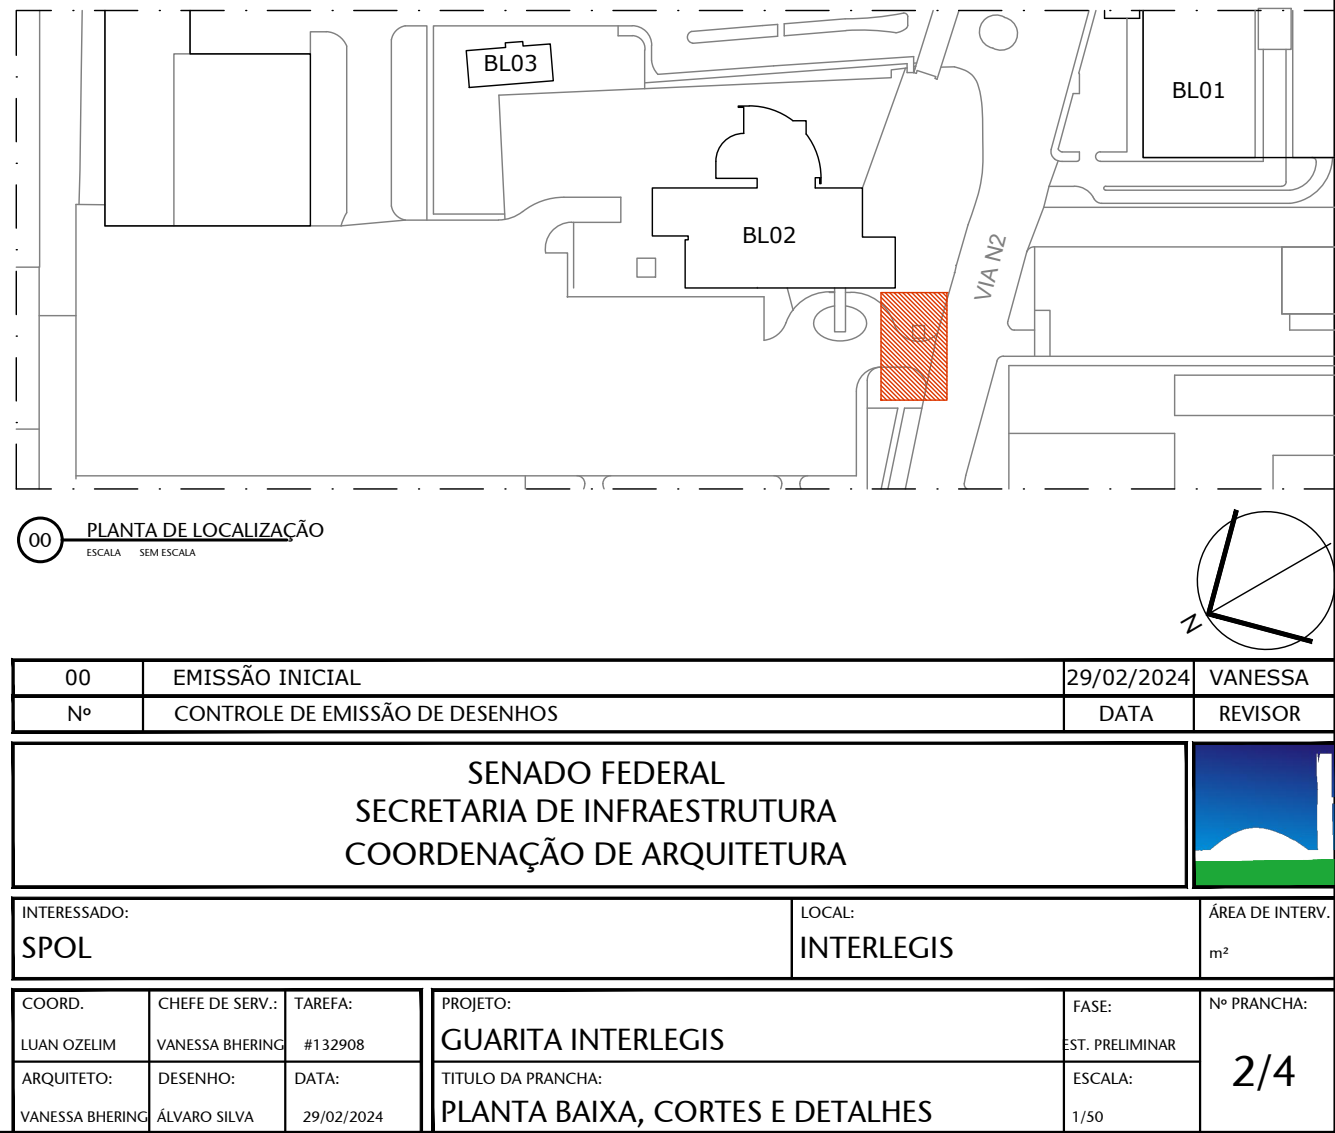 BL03
BL01
BL02
VIA N2
00
PLANTA DE LOCALIZAÇÃO
ESCALA SEM ESCALA
N
00 EMISSÃO INICIAL 29/02/2024 VANESSA
Nº CONTROLE DE EMISSÃO DE DESENHOS DATA REVISOR
SENADO FEDERAL
SECRETARIA DE INFRAESTRUTURA
COORDENAÇÃO DE ARQUITETURA
INTERESSADO: LOCAL: ÁREA DE INTERV.
SPOL INTERLEGIS m²
COORD. CHEFE DE SERV.: TAREFA: PROJETO: FASE: Nº PRANCHA:
LUAN OZELIM VANESSA BHERING #132908 GUARITA INTERLEGIS EST. PRELIMINAR
2/4
ARQUITETO: DESENHO: DATA: TITULO DA PRANCHA: ESCALA:
VANESSA BHERING ÁLVARO SILVA 29/02/2024 PLANTA BAIXA, CORTES E DETALHES 1/50